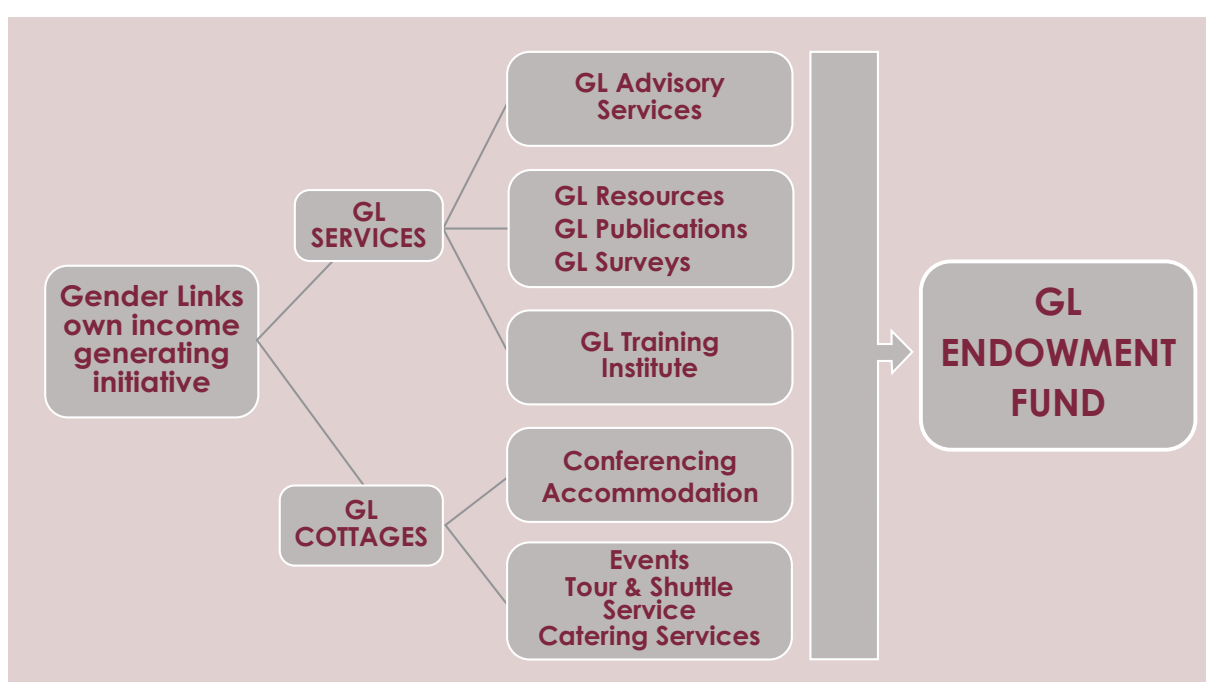 Gender Links
own income
generating
initiative
GL
SERVICES
GL
COTTAGES
GL Advisory
Services
GL Resources
GL Publications
GL Surveys
GL Training
Institute
Conferencing
Accommodation
Events
Tour & Shuttle
Service
Catering Services
GL
ENDOWMENT
FUND